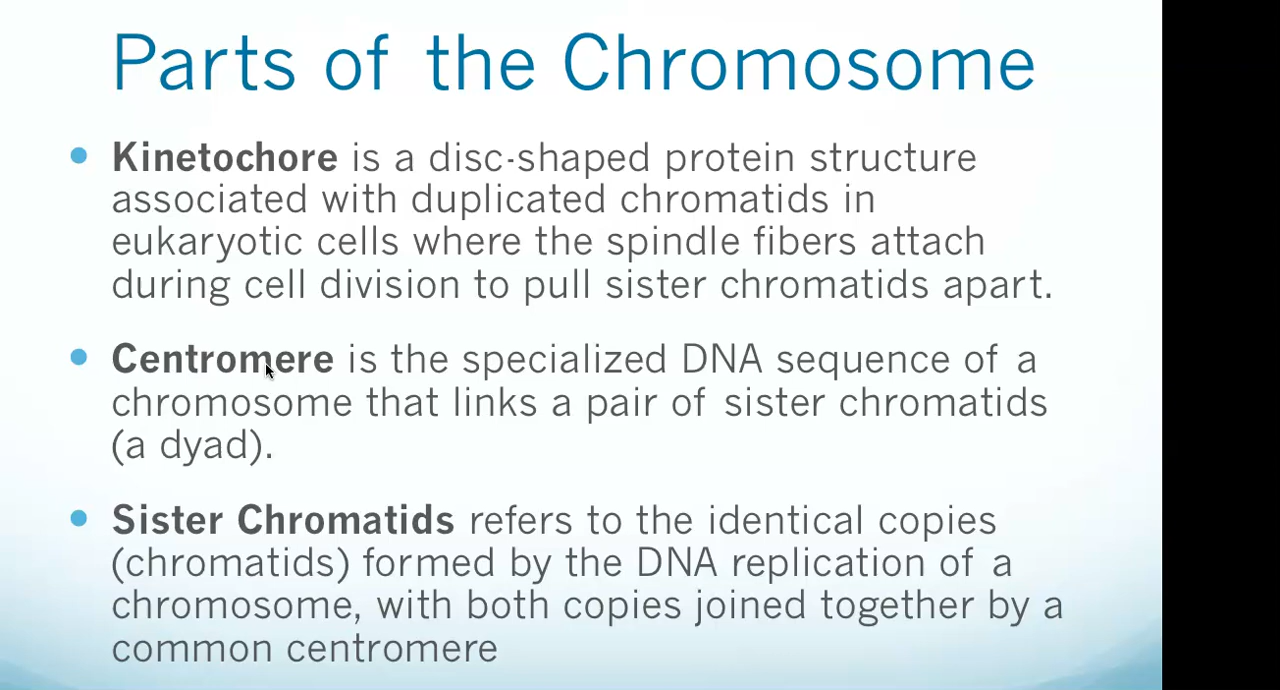 Parts of the Chromosome
• Kinetochore is a disc-shaped protein structure
associated with duplicated chromatids in
eukaryotic cells where the spindle fibers attach
during cell division to pull sister chromatids apart.
• Centromere is the specialized DNA sequence of a
chromosome that links a pair of sister chromatids
(a dyad).
• Sister Chromatids refers to the identical copies
(chromatids) formed by the DNA replication of a
chromosome, with both copies joined together by a
common centromere